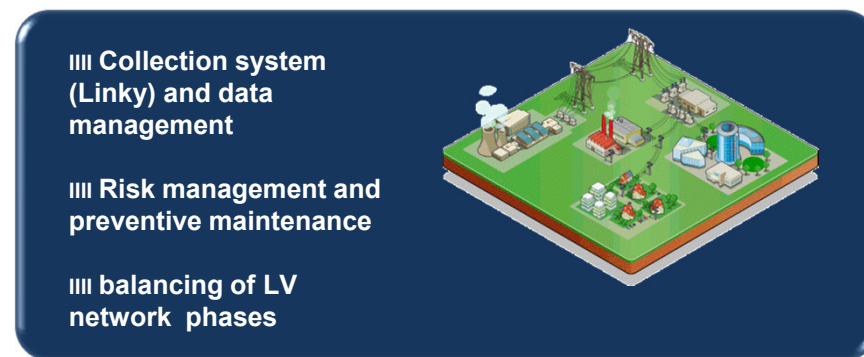 IIII Collection system
(Linky) and data
management
IIII Risk management and
preventive maintenance
IIII balancing of LV
network phases